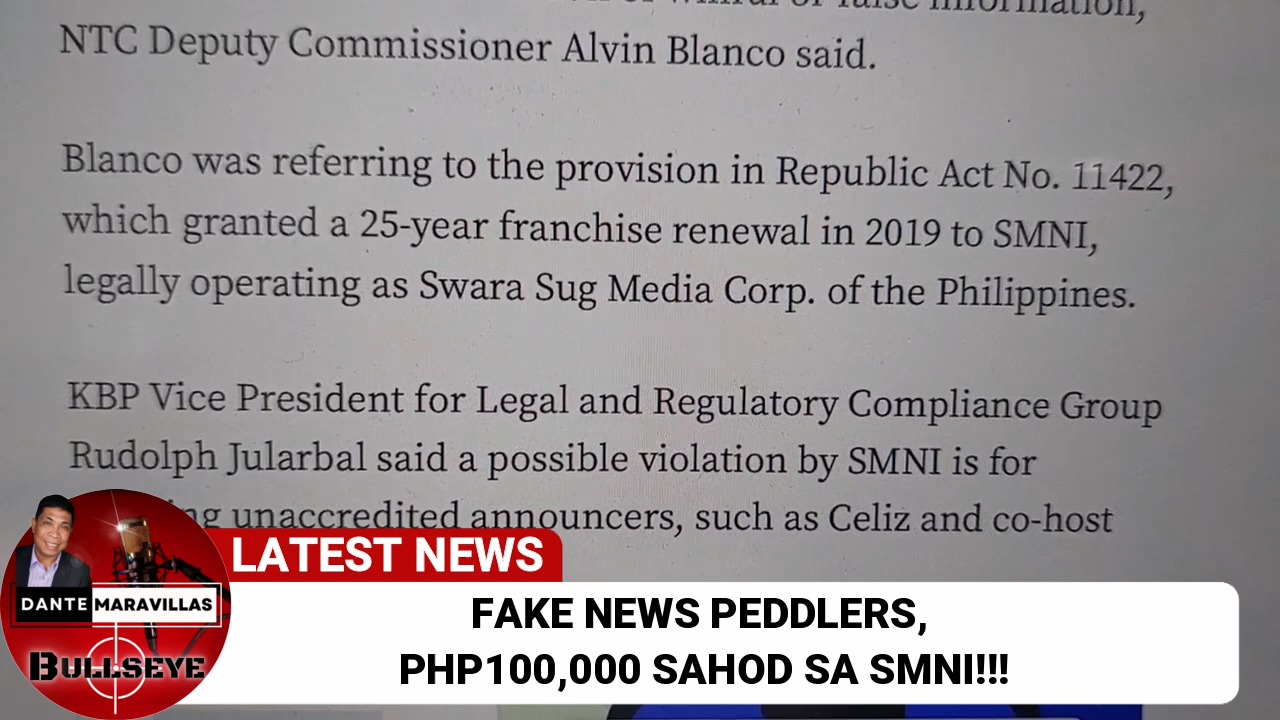 information,
NTC Deputy Commissioner Alvin Blanco said.
Blanco was referring to the provision in Republic Act No. 11422,
which granted a 25-year franchise renewal in 2019 to SMNI,
legally operating as Swara Sug Media Corp. of the Philippines.
KBP Vice President for Legal and Regulatory Compliance Group
Rudolph Jularbal said a possible violation by SMNI is for
unaccredited announcers, such as Celiz and co-host
LATEST NEWS
DANTE MARAVILLAS
BULLSEYE
FAKE NEWS PEDDLERS,
PHP100,000 SAHOD SA SMNI!!!